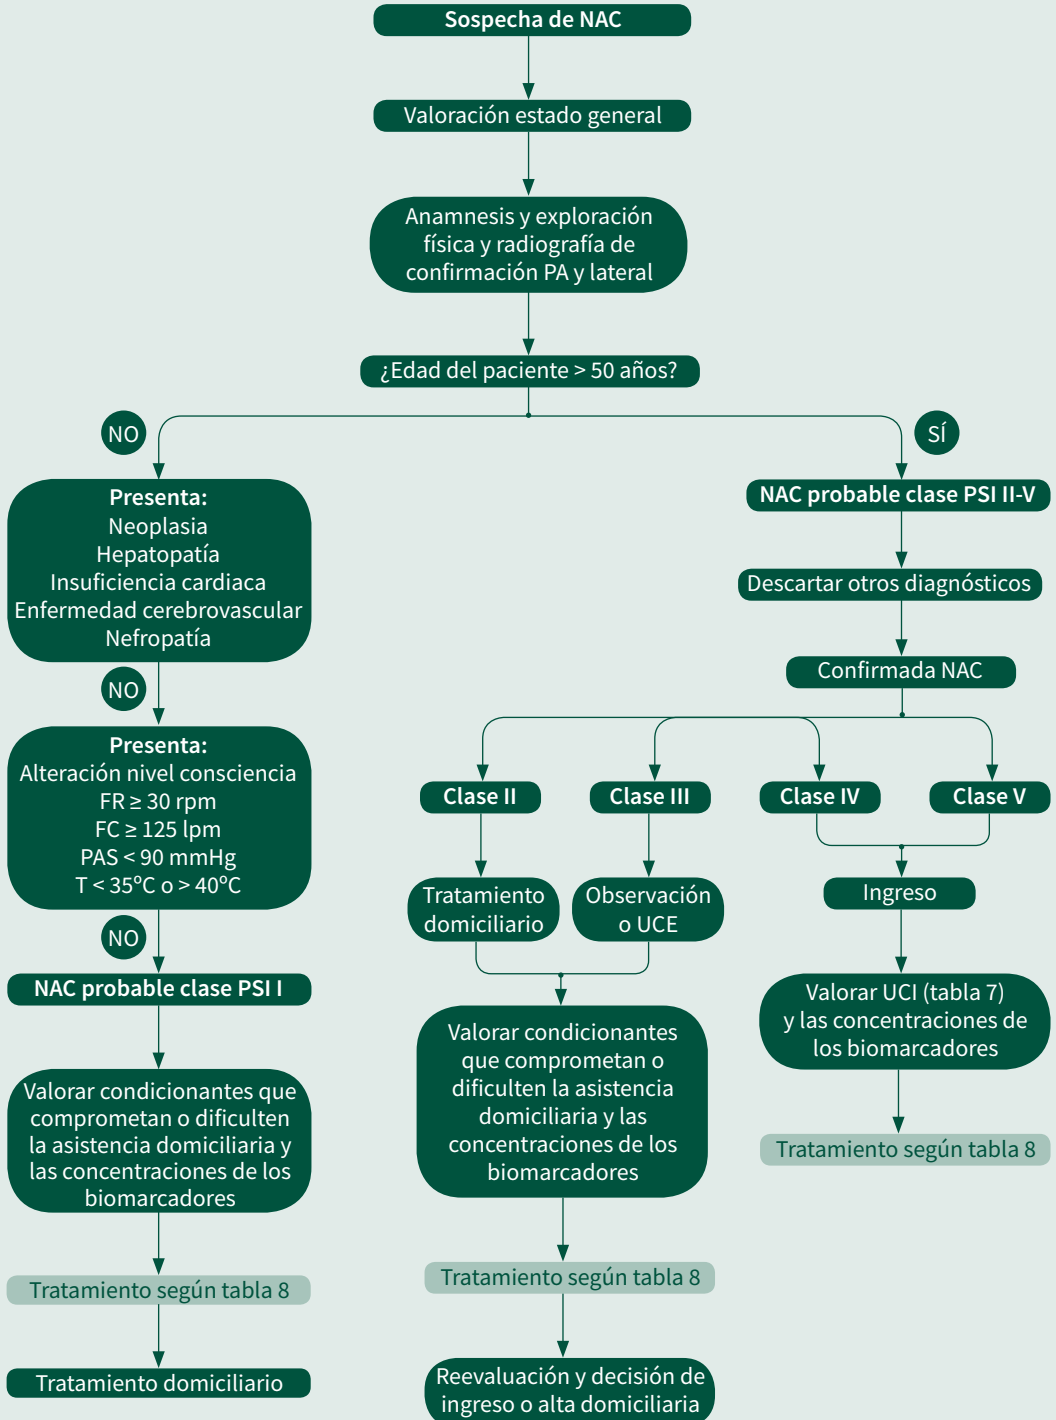 Sospecha de NAC
Valoración estado general
Anamnesis y exploración
física y radiografía de
confirmación PA y lateral
¿Edad del paciente > 50 años?
NO
Presenta:
Neoplasia
Hepatopatía
Insuficiencia cardiaca
Enfermedad cerebrovascular
Nefropatía
NO
Presenta:
Alteración nivel consciencia
FR ≥ 30 rpm
FC ≥ 125 lpm
PAS < 90 mmHg
T < 35ºC o > 40ºC
NO
NAC probable clase PSI I
Valorar condicionantes que
comprometan o dificulten
la asistencia domiciliaria y
las concentraciones de los
biomarcadores
Tratamiento según tabla 8
Tratamiento domiciliario
SÍ
NAC probable clase PSI II-V
Descartar otros diagnósticos
Confirmada NAC
Clase II
Clase III
Clase IV
Clase V
Tratamiento
domiciliario
Observación
o UCE
Valorar condicionantes
que comprometan o
dificulten la asistencia
domiciliaria y las
concentraciones de los
biomarcadores
Tratamiento según tabla 8
Reevaluación y decisión de
ingreso o alta domiciliaria
Ingreso
Valorar UCI (tabla 7)
y las concentraciones de
los biomarcadores
Tratamiento según tabla 8